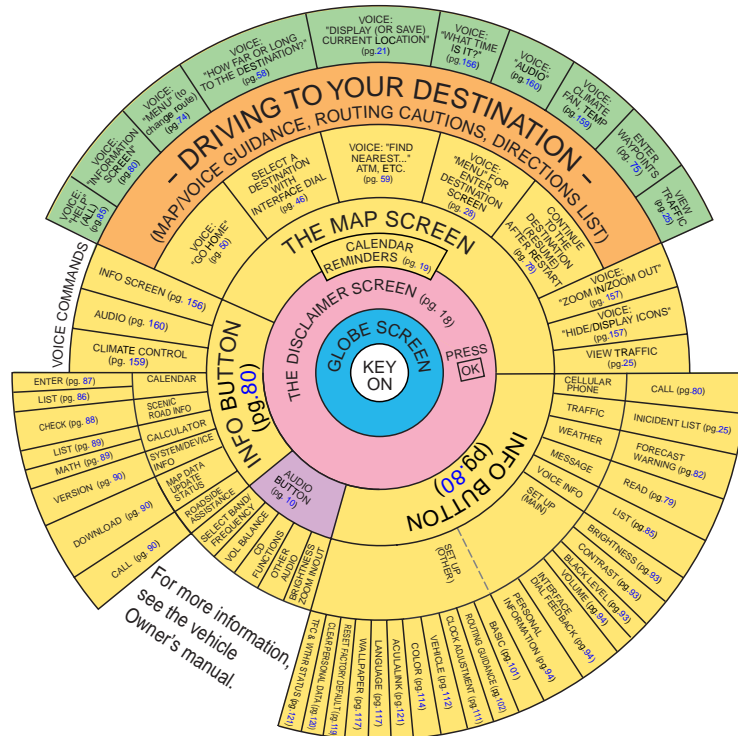 VOICE:
"HELP"
(ALL)
(pg.85)
VOICE:
"INFORMATION
SCREEN"
(pg.80)
VOICE:
"MENU" (to
change route)
(pg.74)
VOICE:
"HOW FAR OR LONG
TO THE DESTINATION?"
(pg.58)
VOICE:
"DISPLAY (OR SAVE)
CURRENT LOCATION"
(pg.21)
VOICE:
"WHAT TIME
IS IT?"
(pg.156)
VOICE:
"AUDIO"
(pg.160)
VOICE:
CLIMATE
FAN, TEMP
(pg.159)
ENTER
WAYPOINTS
(pg. 75)
VIEW
TRAFFIC
(pg.25)
- DRIVING TO YOUR DESTINATION -
(MAP/VOICE GUIDANCE, ROUTING CAUTIONS, DIRECTIONS LIST)
VOICE:
"GO HOME"
(pg.50)
SELECT A
DESTINATION
WITH
INTERFACE DIAL
(pg. 46)
VOICE: "FIND
NEAREST..."
ATM, ETC.
(pg. 59)
VOICE:
"MENU" FOR
ENTER
DESTINATION
SCREEN
(pg. 28)
CONTINUE
TO THE
DESTINATION
(RESUME)
AFTER RESTART
(pg. 78)
VOICE:
"ZOOM IN/ZOOM OUT"
(pg. 157)
VOICE:
"HIDE/DISPLAY ICONS"
(pg.157)
VIEW TRAFFIC
(pg.25)
THE MAP SCREEN
CALENDAR
REMINDERS (pg. 19)
THE DISCLAIMER SCREEN (pg. 18)
GLOBE SCREEN
KEY
ON
PRESS
OK
VOICE COMMANDS
INFO SCREEN (pg. 156)
AUDIO (pg. 160)
CLIMATE CONTROL
(pg. 159)
INFO BUTTON
(pg.80)
ENTER (pg. 87)
LIST (pg. 86)
CALENDAR
CHECK (pg. 88)
SCENIC
ROAD INFO
LIST (pg. 89)
MATH (pg. 89)
CALCULATOR
VERSION (pg. 90)
SYSTEM/DEVICE
INFO
DOWNLOAD (pg. 90)
MAP DATA
UPDATE
STATUS
CALL (pg. 90)
ROADSIDE
ASSISTANCE
AUDIO
BUTTON
(pg. 10)
SELECT BAND/
FREQUENCY
VOL BALANCE
CD
FUNCTIONS
OTHER
AUDIO
BRIGHTNESS
ZOOM IN/OUT
INFO BUTTON
(pg.80)
CELLULAR
PHONE
CALL (pg.80)
TRAFFIC
INICIDENT LIST (pg.25)
WEATHER
FORECAST
WARNING (pg.82)
MESSAGE
READ (pg.79)
VOICE INFO
LIST (pg.85)
SET UP
(MAIN)
BRIGHTNESS (pg.93)
CONTRAST (pg.93)
BLACK LEVEL (pg.93)
VOLUME (pg.94)
INTERFACE
DIAL FEEDBACK (pg.94)
SET UP
(OTHER)
PERSONAL
INFORMATION (pg.94)
BASIC (pg.101)
ROUTING GUIDANCE (pg.102)
CLOCK ADJUSTMENT (pg.111)
VEHICLE (pg.112)
COLOR (pg.114)
ACULALINK (pg.121)
LANGUAGE (pg.117)
WALLPAPER (pg.117)
RESET FACTORY DEFAULT (pg.119)
CLEAR PERSONAL DATA (pg.120)
TFC & WTHR STATUS (pg.121)
For more information,
see the vehicle
Owner's manual.